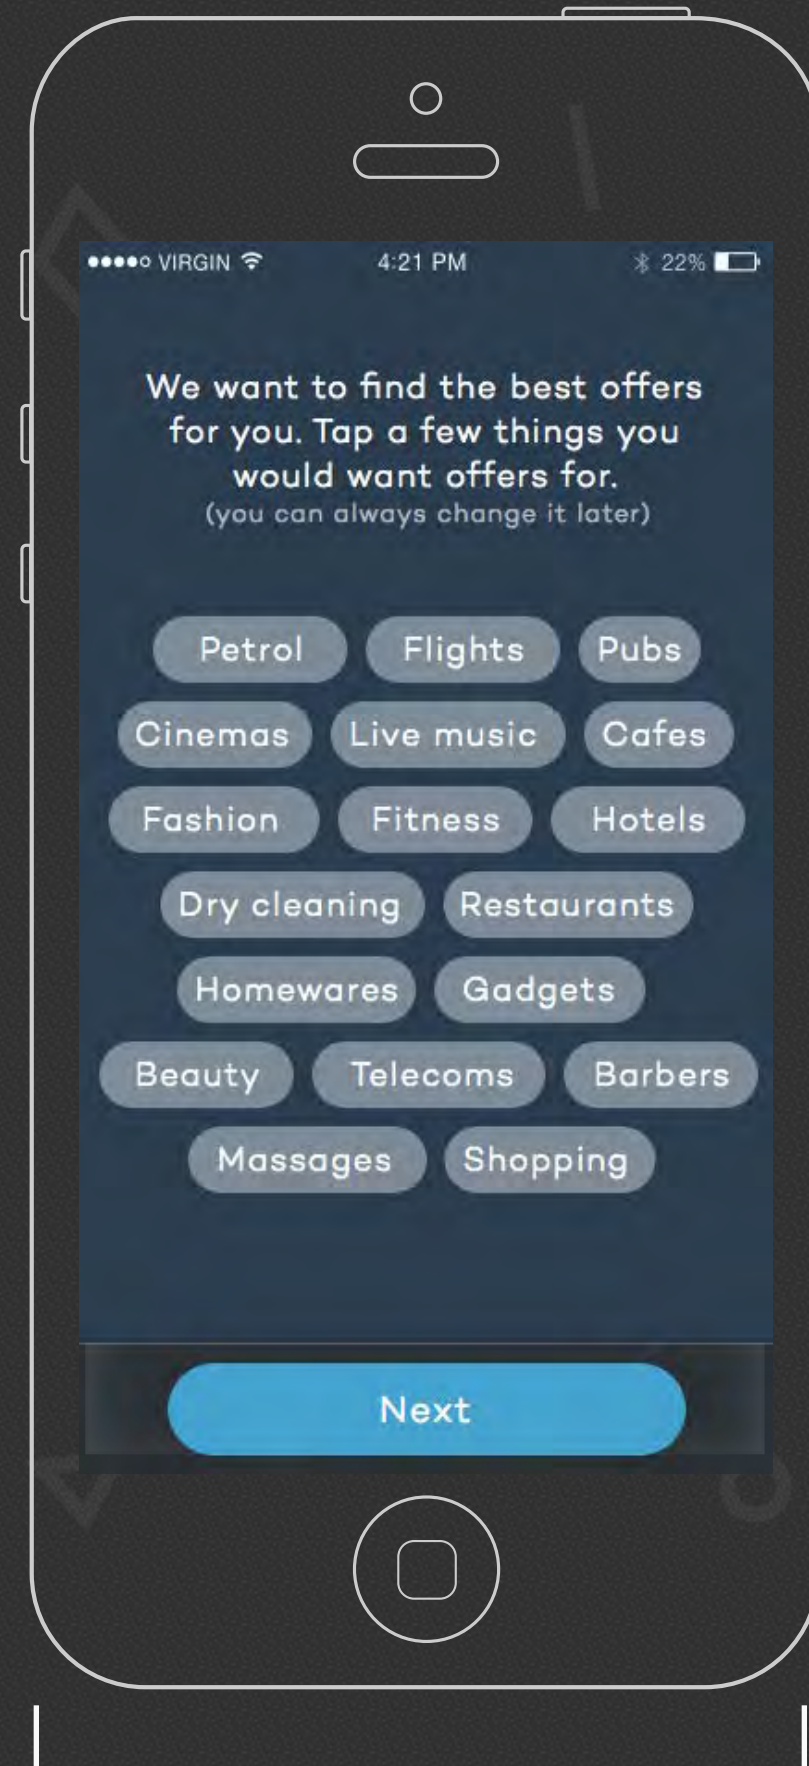 VIRGIN 4:21 PM 22%
We want to find the best offers
for you. Tap a few things you
would want offers for.
(you can always change it later)
Petrol Flights Pubs
Cinemas Live music Cafes
Fashion Fitness Hotels
Dry cleaning Restaurants
Homewares Gadgets
Beauty Telecoms Barbers
Massages Shopping
Next